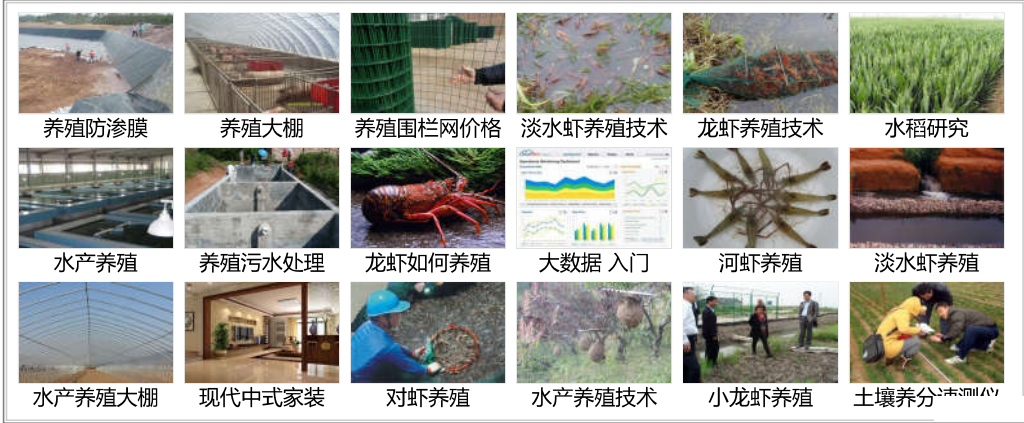 养殖防渗膜
养殖大棚
养殖围栏网价格
淡水虾养殖技术
龙虾养殖技术
水稻研究
水产养殖
养殖污水处理
龙虾如何养殖
大数据 入门
河虾养殖
淡水虾养殖
水产养殖大棚
现代中式家装
对虾养殖
水产养殖技术
小龙虾养殖
土壤养分速测仪